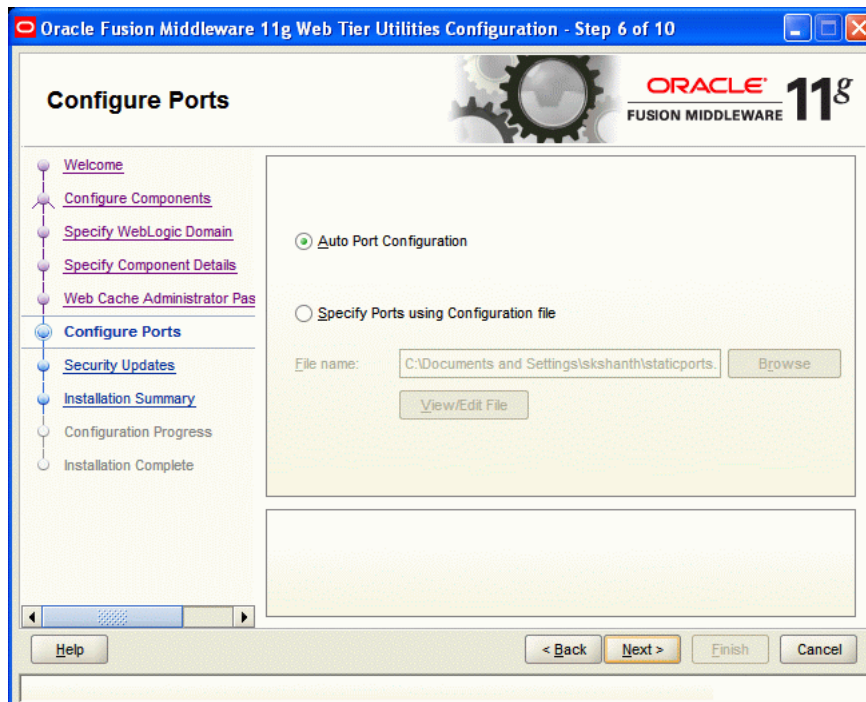 Oracle Fusion Middleware 11g Web Tier Utilities Configuration - Step 6 of 10
Configure Ports
ORACLE
FUSION MIDDLEWARE
11g
Welcome
Configure Components
Specify WebLogic Domain
Specify Component Details
Web Cache Administrator Pas
Configure Ports
Security Updates
Installation Summary
Configuration Progress
Installation Complete
Auto Port Configuration
Specify Ports using Configuration file
File name: C:\Documents and Settings\skshanth\staticports. Browse
View/Edit File
Help < Back Next > Finish Cancel